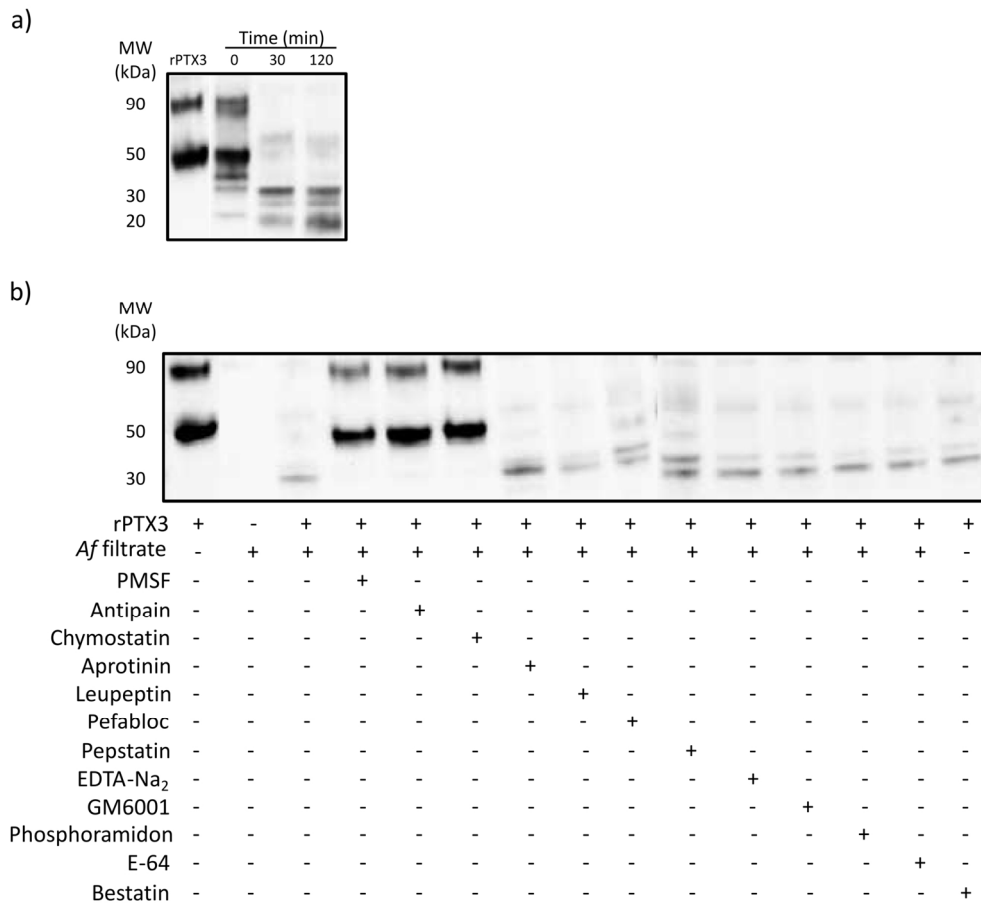 a)
MW
(kDa)
rPTX3
Time (min)
0 30 120
90
50
30
20
b)
MW
(kDa)
90
50
30
rPTX3 + - + + + + + + + + + + + + +
Af filtrate - + + + + + + + + + + + + + -
PMSF - - - + - - - - - - - - - - -
Antipain - - - - + - - - - - - - - - -
Chymostatin - - - - - + - - - - - - - - -
Aprotinin - - - - - - + - - - - - - - -
Leupeptin - - - - - - - + - - - - - - -
Pefabloc - - - - - - - - + - - - - - -
Pepstatin - - - - - - - - - + - - - - -
EDTA-Na₂ - - - - - - - - - - + - - - -
GM6001 - - - - - - - - - - - + - - -
Phosphoramidon - - - - - - - - - - - - + - -
E-64 - - - - - - - - - - - - - + -
Bestatin - - - - - - - - - - - - - - +